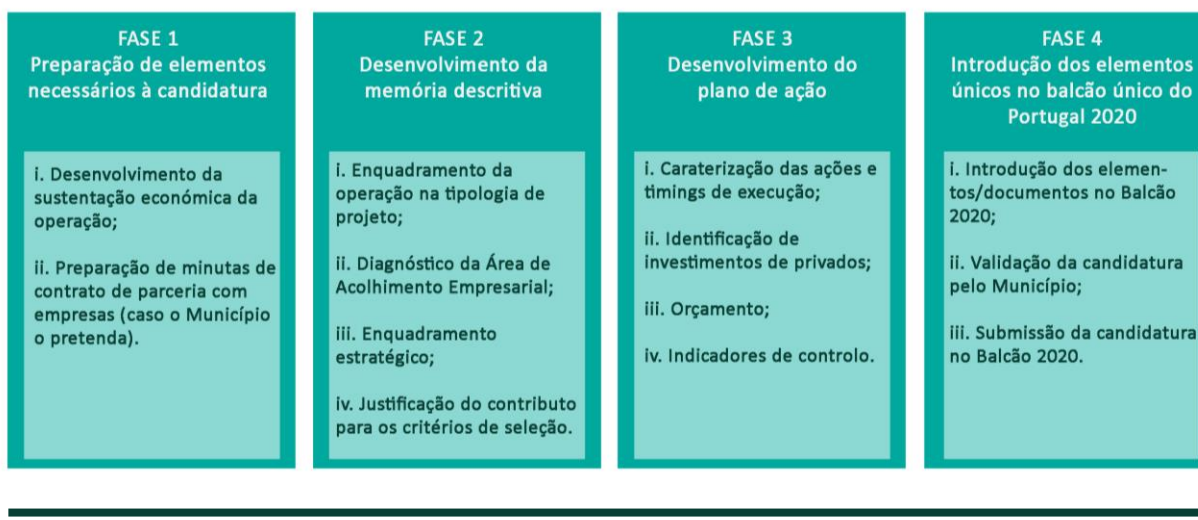 FASE 1
Preparação de elementos
necessários à candidatura
i. Desenvolvimento da
sustentação económica da
operação;
ii. Preparação de minutas de
contrato de parceria com
empresas (caso o Município
o pretenda).
FASE 2
Desenvolvimento da
memória descritiva
i. Enquadramento da
operação na tipologia de
projeto;
ii. Diagnóstico da Área de
Acolhimento Empresarial;
iii. Enquadramento
estratégico;
iv. Justificação do contributo
para os critérios de seleção.
FASE 3
Desenvolvimento do
plano de ação
i. Caraterização das ações e
timings de execução;
ii. Identificação de
investimentos de privados;
iii. Orçamento;
iv. Indicadores de controlo.
FASE 4
Introdução dos elementos
únicos no balcão único do
Portugal 2020
i. Introdução dos elemen-
tos/documentos no Balcão
2020;
ii. Validação da candidatura
pelo Município;
iii. Submissão da candidatura
no Balcão 2020.